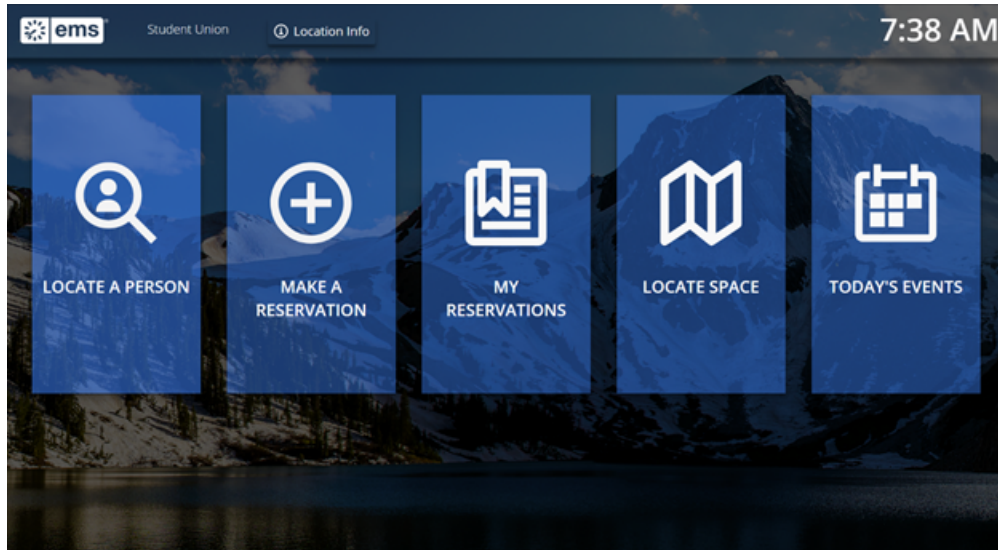 ems
Student Union
Location Info
7:38 AM
LOCATE A PERSON
MAKE A
RESERVATION
MY
RESERVATIONS
LOCATE SPACE
TODAY'S EVENTS